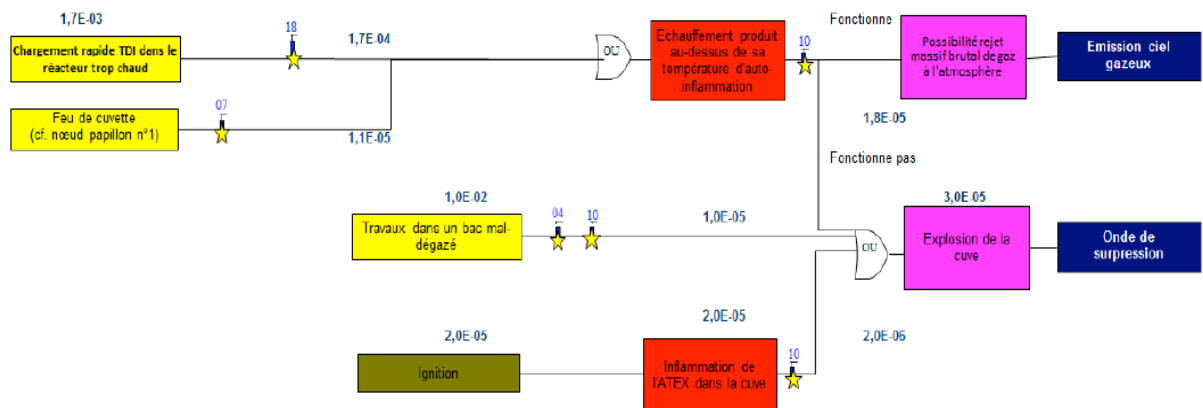 1,7E-03
18
1,7E-04
Chargement rapide TDI dans le
réacteur trop chaud
OU
Echauffement produit
au-dessus de sa
température d'auto-
inflammation
10
Fonctionne
Possibilité rejet
massif brutal de gaz
à l'atmosphère
Emission ciel
gazeux
07
Feu de cuvette
(cf. nœud papillon n°1)
1,1E-05
1,8E-05
Fonctionne pas
1,0E-02
04
10
1,0E-05
Travaux dans un bac mal-
dégazé
OU
3,0E-05
Explosion de la
cuve
Onde de
surpression
2,0E-05
2,0E-05
2,0E-06
Ignition
Inflammation de
l'ATEX dans la cuve
10